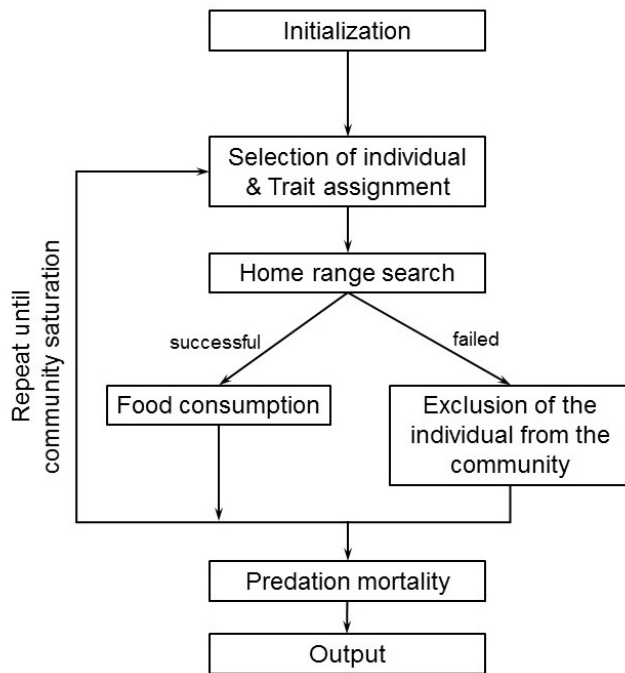 Initialization
Selection of individual
& Trait assignment
Home range search
successful
failed
Food consumption
Exclusion of the
individual from the
community
Repeat until
community saturation
Predation mortality
Output